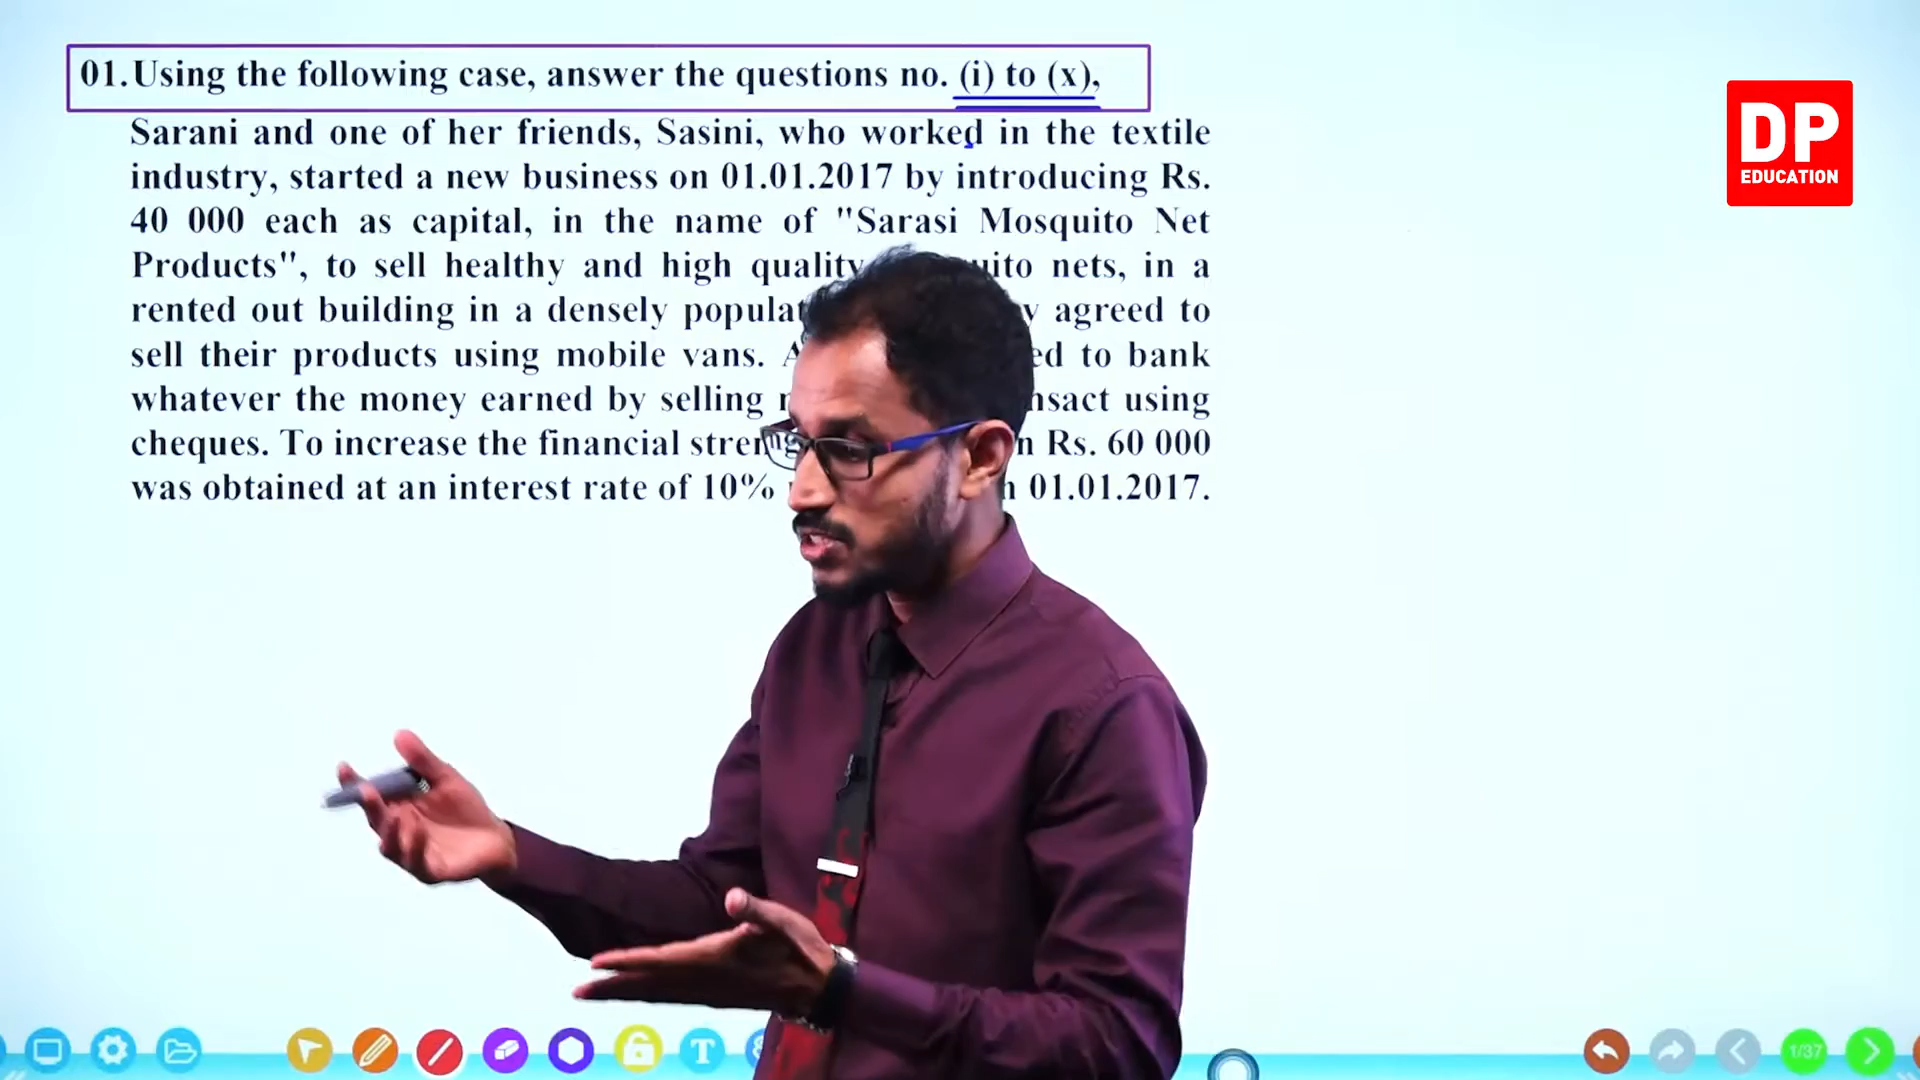 01. Using the following case, answer the questions no. (i) to (x),
Sarani and one of her friends, Sasini, who worked in the textile
industry, started a new business on 01.01.2017 by introducing Rs.
40 000 each as capital, in the name of "Sarasi Mosquito Net
Products", to sell healthy and high quality nets, in a
rented out building in a densely agreed to
sell their products using mobile vans. to bank
whatever the money earned by selling using
cheques. To increase the financial Rs. 60 000
was obtained at an interest rate of 10% 01.01.2017.
DP
EDUCATION
T
1/37